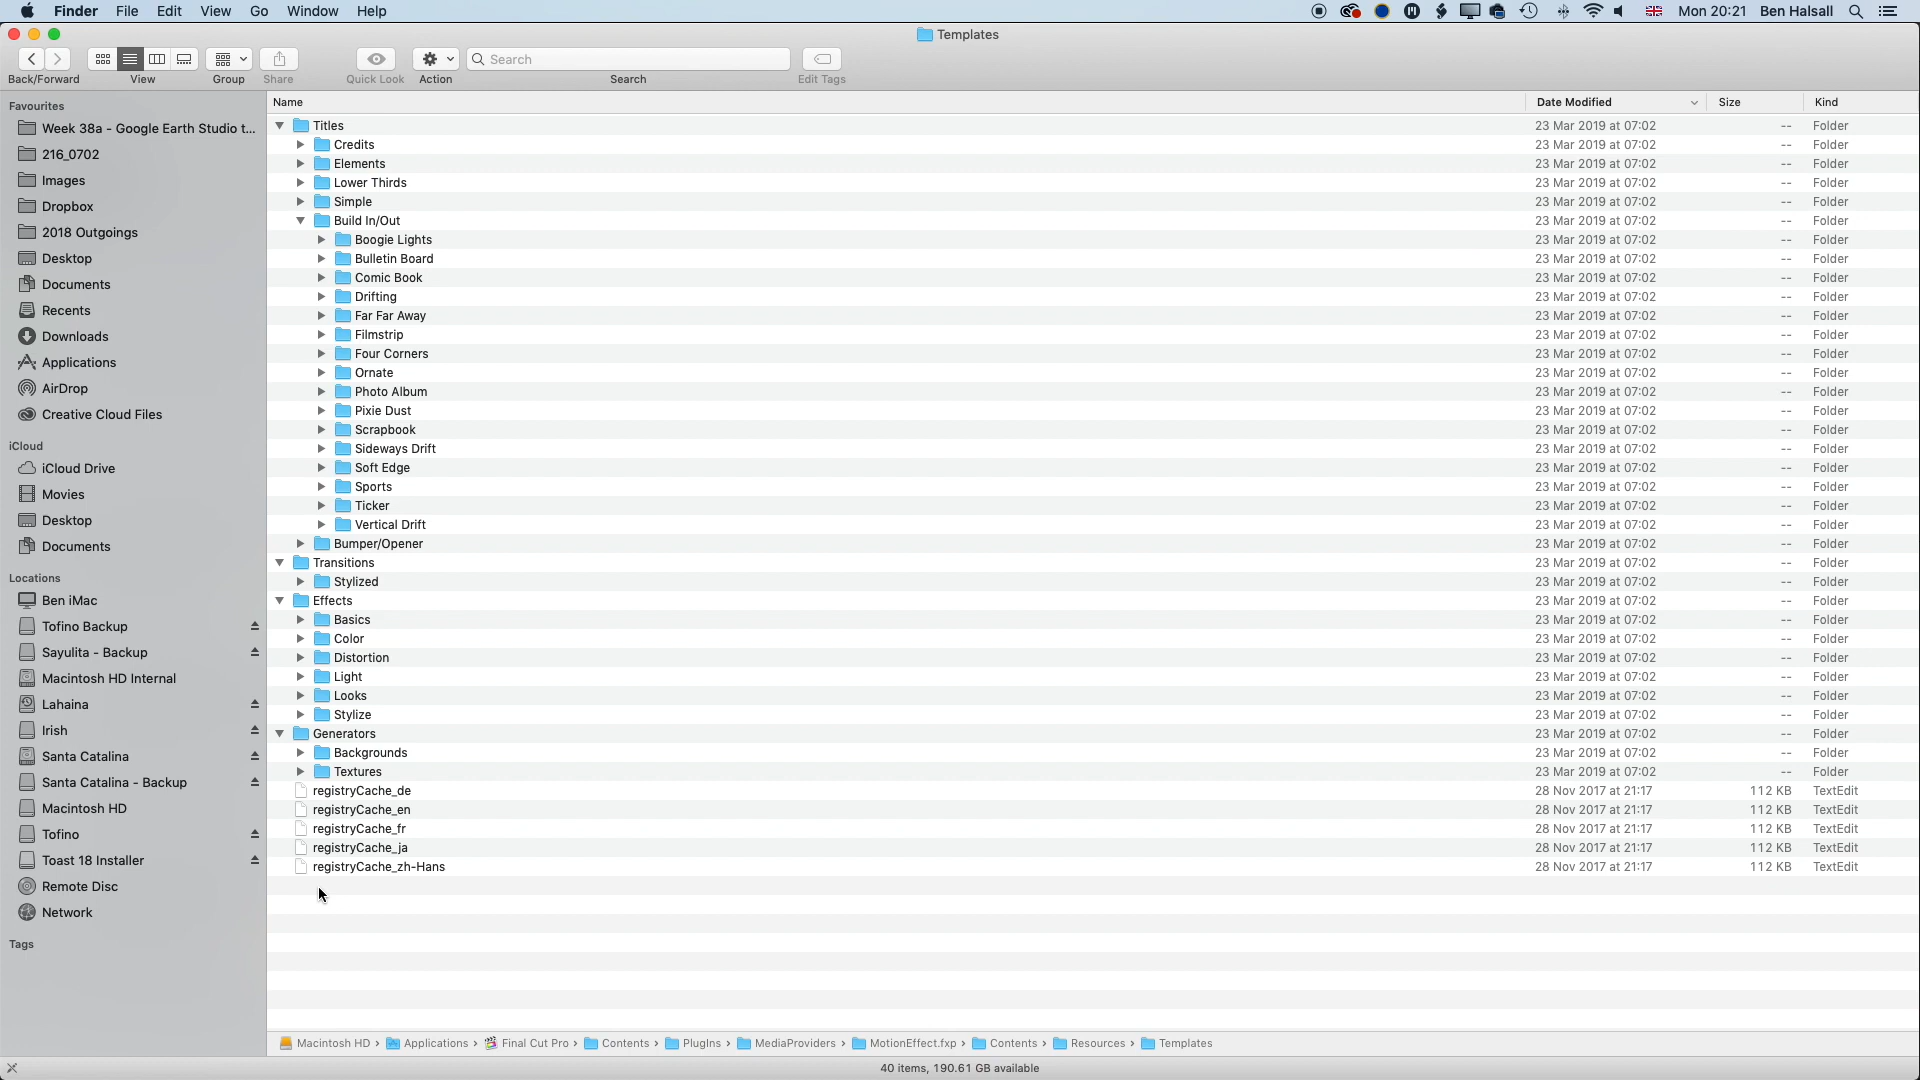 Finder File Edit View Go Window Help Mon 20:21 Ben Halsall
Templates
Search
Back/Forward View Group Share Quick Look Action Search Edit Tags
Favourites
Week 38a - Google Earth Studio t...
216_0702
Images
Dropbox
2018 Outgoings
Desktop
Documents
Recents
Downloads
Applications
AirDrop
Creative Cloud Files
iCloud
iCloud Drive
Movies
Desktop
Documents
Locations
Ben iMac
Tofino Backup
Sayulita - Backup
Macintosh HD Internal
Lahaina
Irish
Santa Catalina
Santa Catalina - Backup
Macintosh HD
Tofino
Toast 18 Installer
Remote Disc
Network
Tags
Name Date Modified Size Kind
Titles 23 Mar 2019 at 07:02 -- Folder
Credits 23 Mar 2019 at 07:02 -- Folder
Elements 23 Mar 2019 at 07:02 -- Folder
Lower Thirds 23 Mar 2019 at 07:02 -- Folder
Simple 23 Mar 2019 at 07:02 -- Folder
Build In/Out 23 Mar 2019 at 07:02 -- Folder
Boogie Lights 23 Mar 2019 at 07:02 -- Folder
Bulletin Board 23 Mar 2019 at 07:02 -- Folder
Comic Book 23 Mar 2019 at 07:02 -- Folder
Drifting 23 Mar 2019 at 07:02 -- Folder
Far Far Away 23 Mar 2019 at 07:02 -- Folder
Filmstrip 23 Mar 2019 at 07:02 -- Folder
Four Corners 23 Mar 2019 at 07:02 -- Folder
Ornate 23 Mar 2019 at 07:02 -- Folder
Photo Album 23 Mar 2019 at 07:02 -- Folder
Pixie Dust 23 Mar 2019 at 07:02 -- Folder
Scrapbook 23 Mar 2019 at 07:02 -- Folder
Sideways Drift 23 Mar 2019 at 07:02 -- Folder
Soft Edge 23 Mar 2019 at 07:02 -- Folder
Sports 23 Mar 2019 at 07:02 -- Folder
Ticker 23 Mar 2019 at 07:02 -- Folder
Vertical Drift 23 Mar 2019 at 07:02 -- Folder
Bumper/Opener 23 Mar 2019 at 07:02 -- Folder
Transitions 23 Mar 2019 at 07:02 -- Folder
Stylized 23 Mar 2019 at 07:02 -- Folder
Effects 23 Mar 2019 at 07:02 -- Folder
Basics 23 Mar 2019 at 07:02 -- Folder
Color 23 Mar 2019 at 07:02 -- Folder
Distortion 23 Mar 2019 at 07:02 -- Folder
Light 23 Mar 2019 at 07:02 -- Folder
Looks 23 Mar 2019 at 07:02 -- Folder
Stylize 23 Mar 2019 at 07:02 -- Folder
Generators 23 Mar 2019 at 07:02 -- Folder
Backgrounds 23 Mar 2019 at 07:02 -- Folder
Textures 23 Mar 2019 at 07:02 -- Folder
registryCache_de 28 Nov 2017 at 21:17 112 KB TextEdit
registryCache_en 28 Nov 2017 at 21:17 112 KB TextEdit
registryCache_fr 28 Nov 2017 at 21:17 112 KB TextEdit
registryCache_ja 28 Nov 2017 at 21:17 112 KB TextEdit
registryCache_zh-Hans 28 Nov 2017 at 21:17 112 KB TextEdit
Macintosh HD › Applications › Final Cut Pro › Contents › PlugIns › MediaProviders › MotionEffect.fxp › Contents › Resources › Templates
40 items, 190.61 GB available